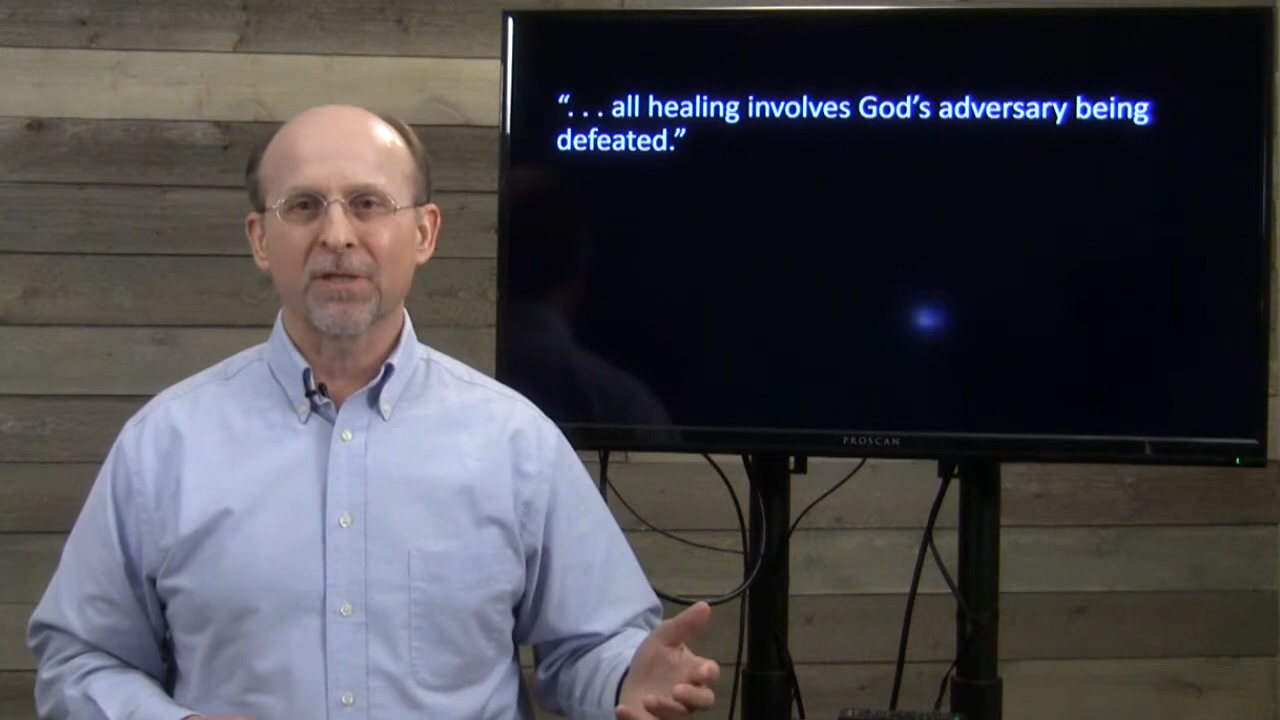 “. . . all healing involves God’s adversary being
defeated.”
PROSCAN